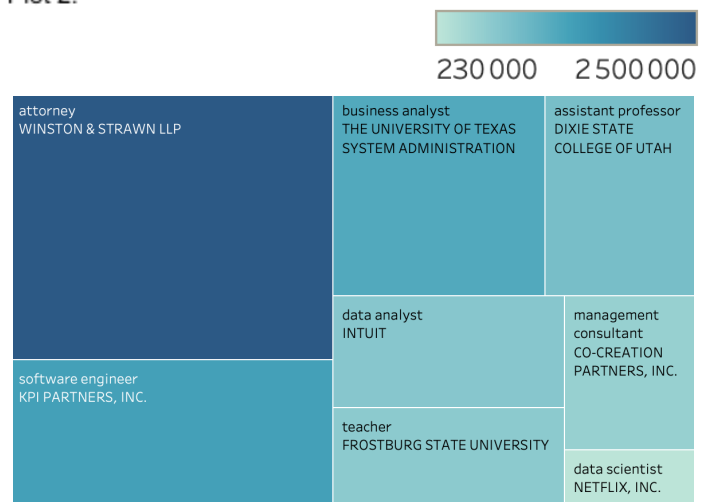 230 000 2 500 000
attorney
WINSTON & STRAWN LLP
business analyst
THE UNIVERSITY OF TEXAS
SYSTEM ADMINISTRATION
assistant professor
DIXIE STATE
COLLEGE OF UTAH
data analyst
INTUIT
management
consultant
CO-CREATION
PARTNERS, INC.
software engineer
KPI PARTNERS, INC.
teacher
FROSTBURG STATE UNIVERSITY
data scientist
NETFLIX, INC.